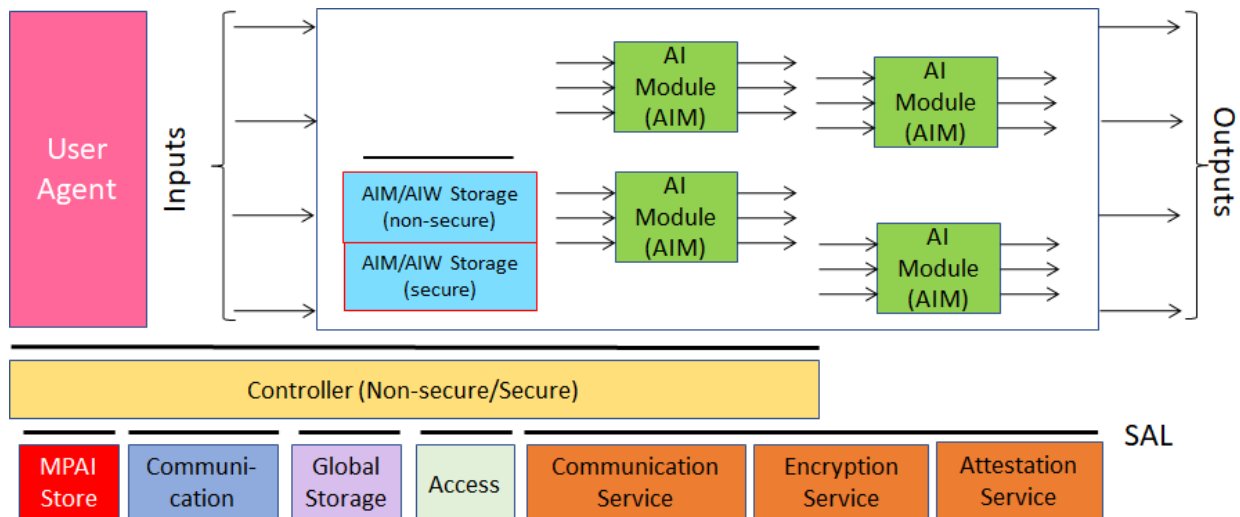 User
Agent
Inputs
AIM/AIW Storage
(non-secure)
AIM/AIW Storage
(secure)
AI
Module
(AIM)
AI
Module
(AIM)
AI
Module
(AIM)
AI
Module
(AIM)
Outputs
Controller (Non-secure/Secure)
SAL
MPAI
Store
Communi-
cation
Global
Storage
Access
Communication
Service
Encryption
Service
Attestation
Service